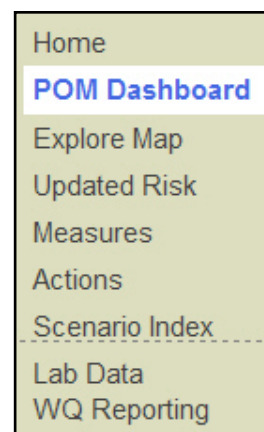 Home
POM Dashboard
Explore Map
Updated Risk
Measures
Actions
Scenario Index
Lab Data
WQ Reporting